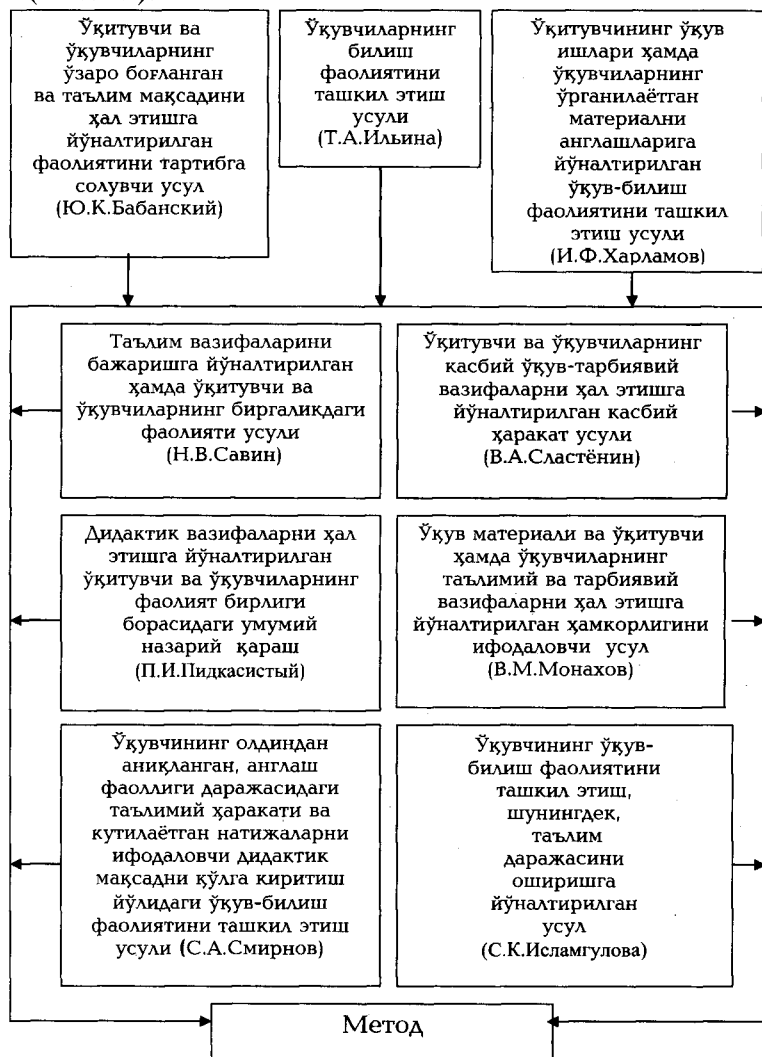 Ўқитувчи ва
ўқувчиларнинг
ўзаро боғланган
ва таълим мақсадини
ҳал этишга
йўналтирилган
фаолиятини тартибга
солувчи усул
(Ю.К.Бабанский)
Ўқувчиларнинг
билиш
фаолиятини
ташкил этиш
усули
(Т.А.Ильина)
Ўқитувчининг ўқув
ишлари ҳамда
ўқувчиларнинг
ўрганилаётган
материални
англашларига
йўналтирилган
ўқув-билиш
фаолиятини ташкил
этиш усули
(И.Ф.Харламов)
Таълим вазифаларини
бажаришга йўналтирилган
ҳамда ўқитувчи ва
ўқувчиларнинг биргаликдаги
фаолияти усули
(Н.В.Савин)
Ўқитувчи ва ўқувчиларнинг
касбий ўқув-тарбиявий
вазифаларни ҳал этишга
йўналтирилган касбий
ҳаракат усули
(В.А.Сластёнин)
Дидактик вазифаларни ҳал
этишга йўналтирилган
ўқитувчи ва ўқувчиларнинг
фаолият бирлиги
борасидаги умумий
назарий қараш
(П.И.Пидкасистый)
Ўқув материали ва ўқитувчи
ҳамда ўқувчиларнинг
таълимий ва тарбиявий
вазифаларни ҳал этишга
йўналтирилган ҳамкорлигини
ифодаловчи усул
(В.М.Монахов)
Ўқувчининг олдиндан
аниқланган, англаш
фаоллиги даражасидаги
таълимий ҳаракати ва
кутилаётган натижаларни
ифодаловчи дидактик
мақсадни қўлга киритиш
йўлидаги ўқув-билиш
фаолиятини ташкил этиш
усули (С.А.Смирнов)
Ўқувчининг ўқув-
билиш фаолиятини
ташкил этиш,
шунингдек,
таълим
даражасини
оширишга
йўналтирилган
усул
(С.К.Исламгулова)
Метод